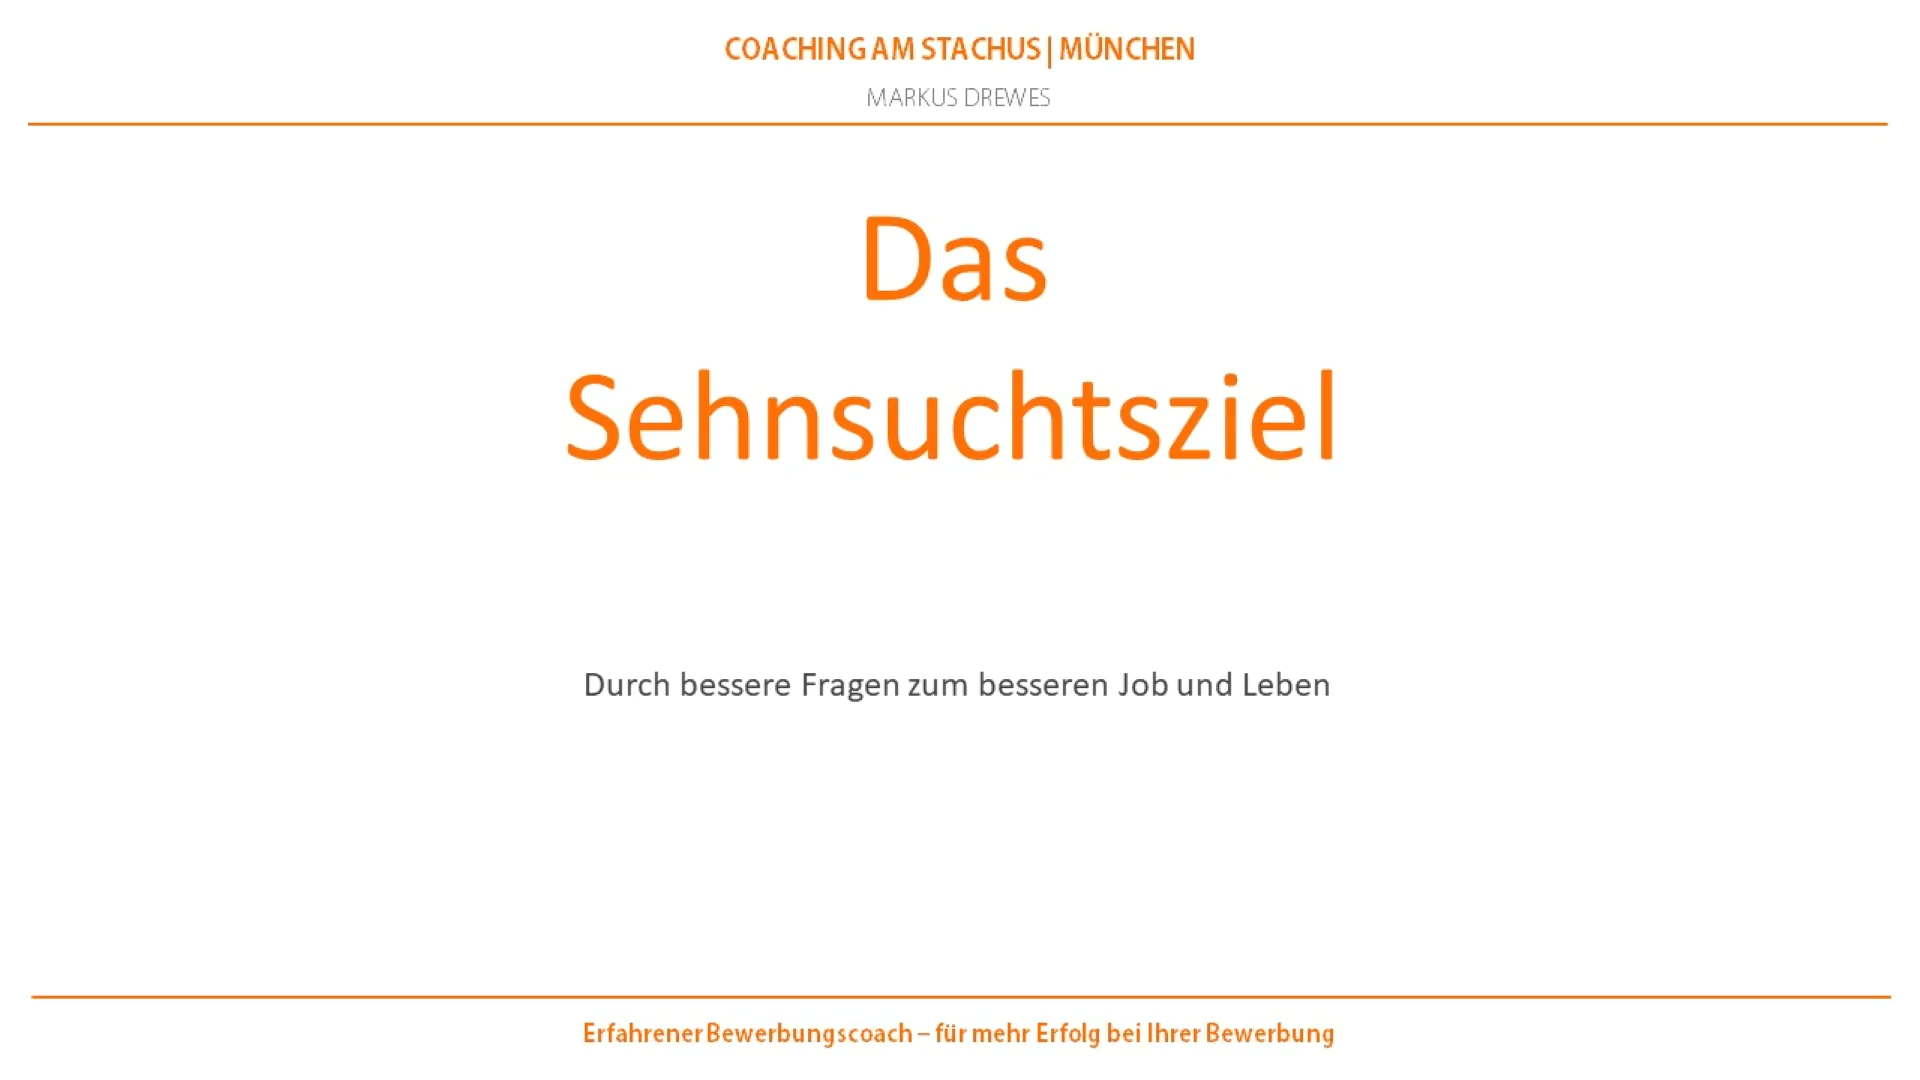 COACHING AM STACHUS | MÜNCHEN
MARKUS DREWES
Das
Sehnsuchtsziel
Durch bessere Fragen zum besseren Job und Leben
Erfahrener Bewerbungscoach – für mehr Erfolg bei Ihrer Bewerbung